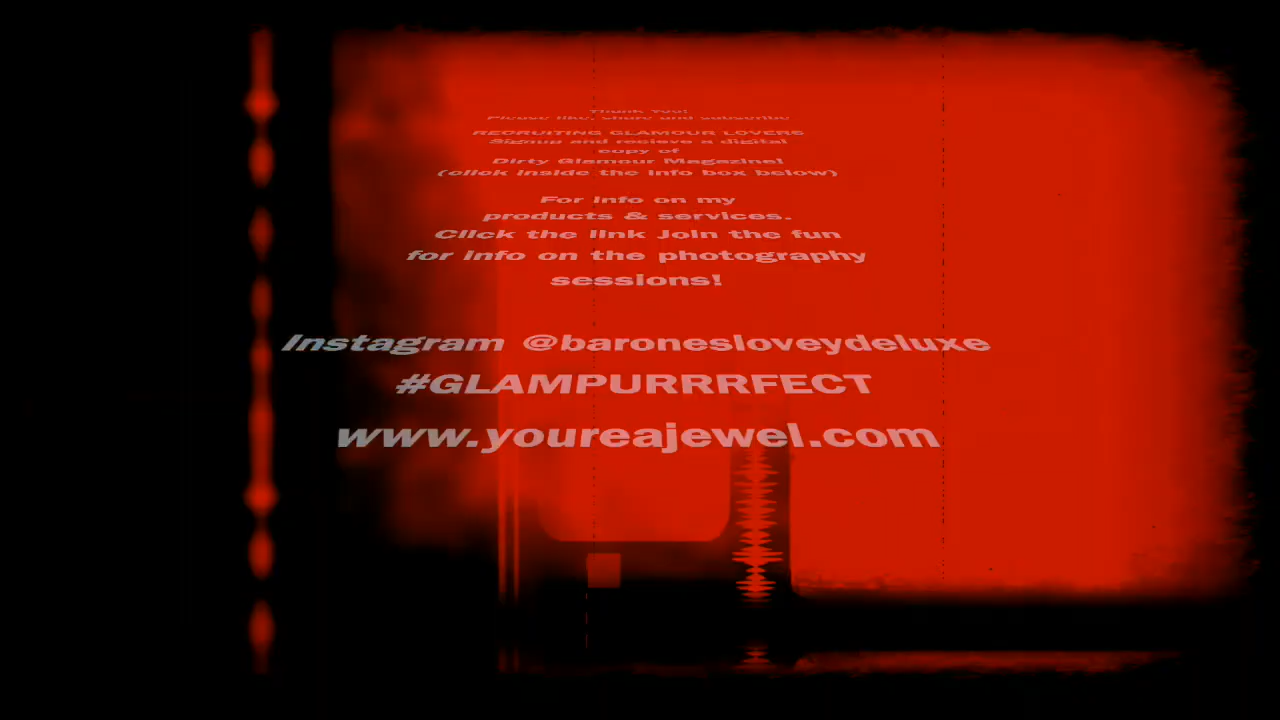 Thank You!
Please like, share and subscribe
RECRUITING GLAMOUR LOVERS
Signup and recieve a digital
copy of
Dirty Glamour Magazine!
(click inside the info box below)
For info on my
products & services.
Click the link Join the fun
for info on the photography
sessions!
Instagram @baronesloveydeluxe
#GLAMPURRRFECT
www.youreajewel.com